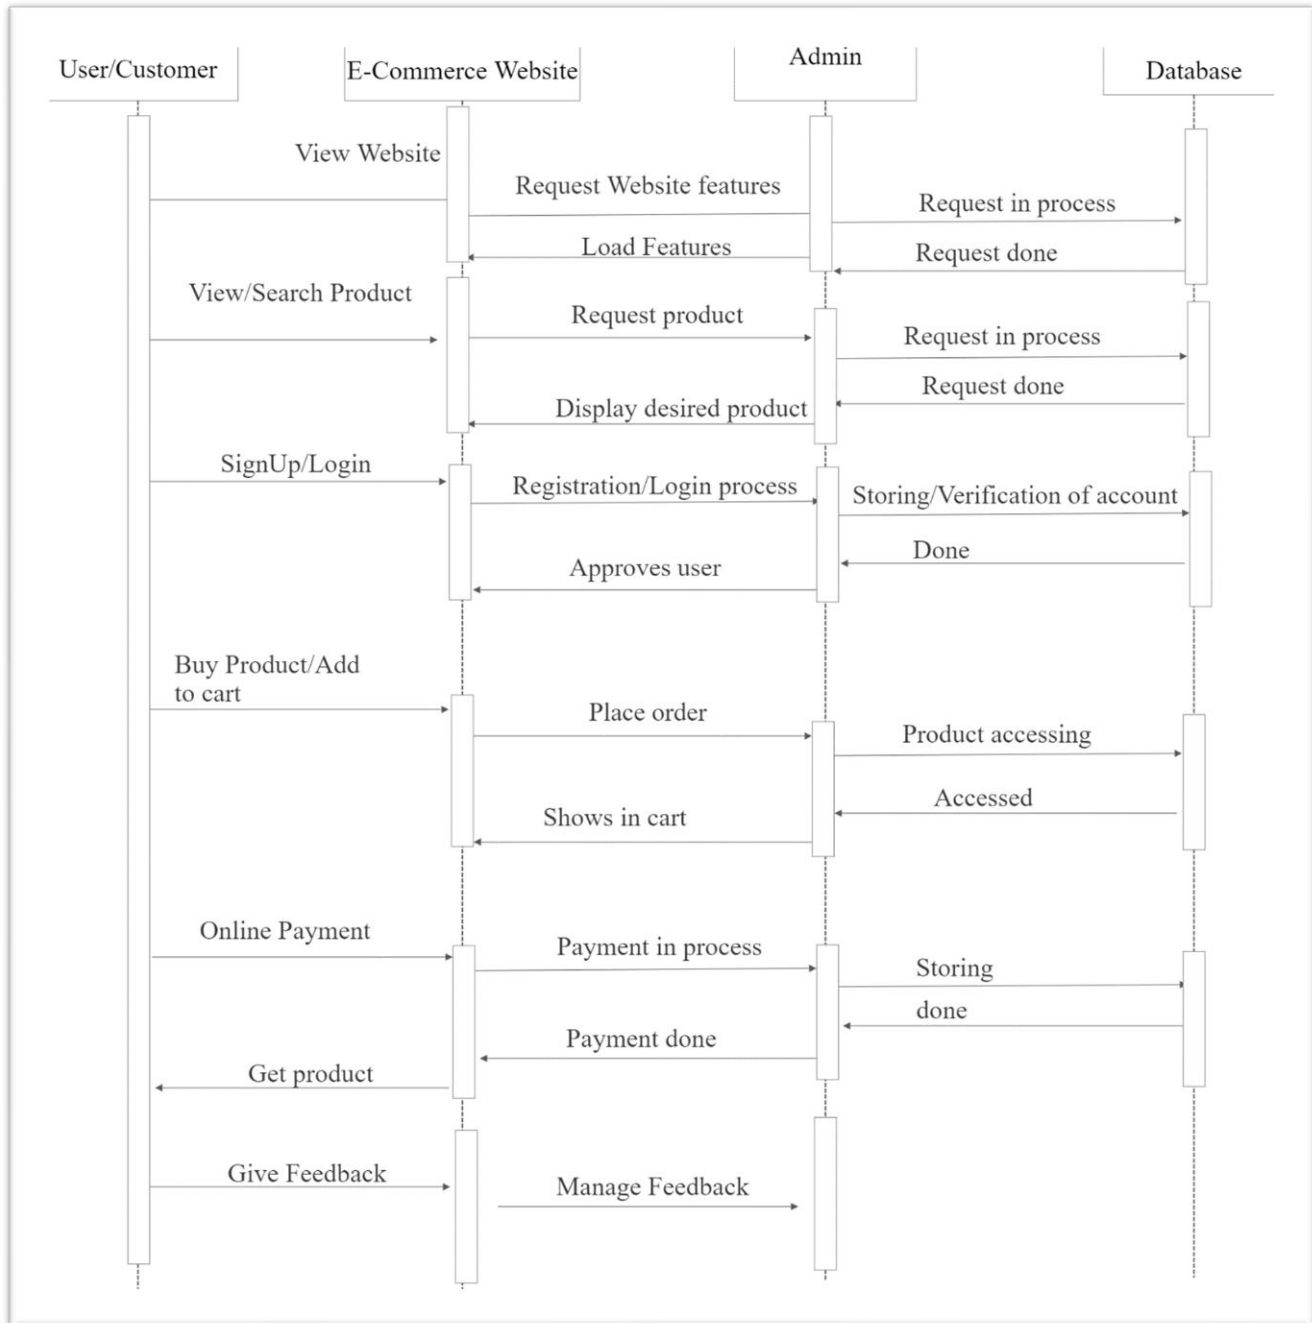 User/Customer
E-Commerce Website
Admin
Database
View Website
Request Website features
Request in process
Load Features
Request done
View/Search Product
Request product
Request in process
Request done
Display desired product
SignUp/Login
Registration/Login process
Storing/Verification of account
Done
Approves user
Buy Product/Add
to cart
Place order
Product accessing
Accessed
Shows in cart
Online Payment
Payment in process
Storing
done
Payment done
Get product
Give Feedback
Manage Feedback